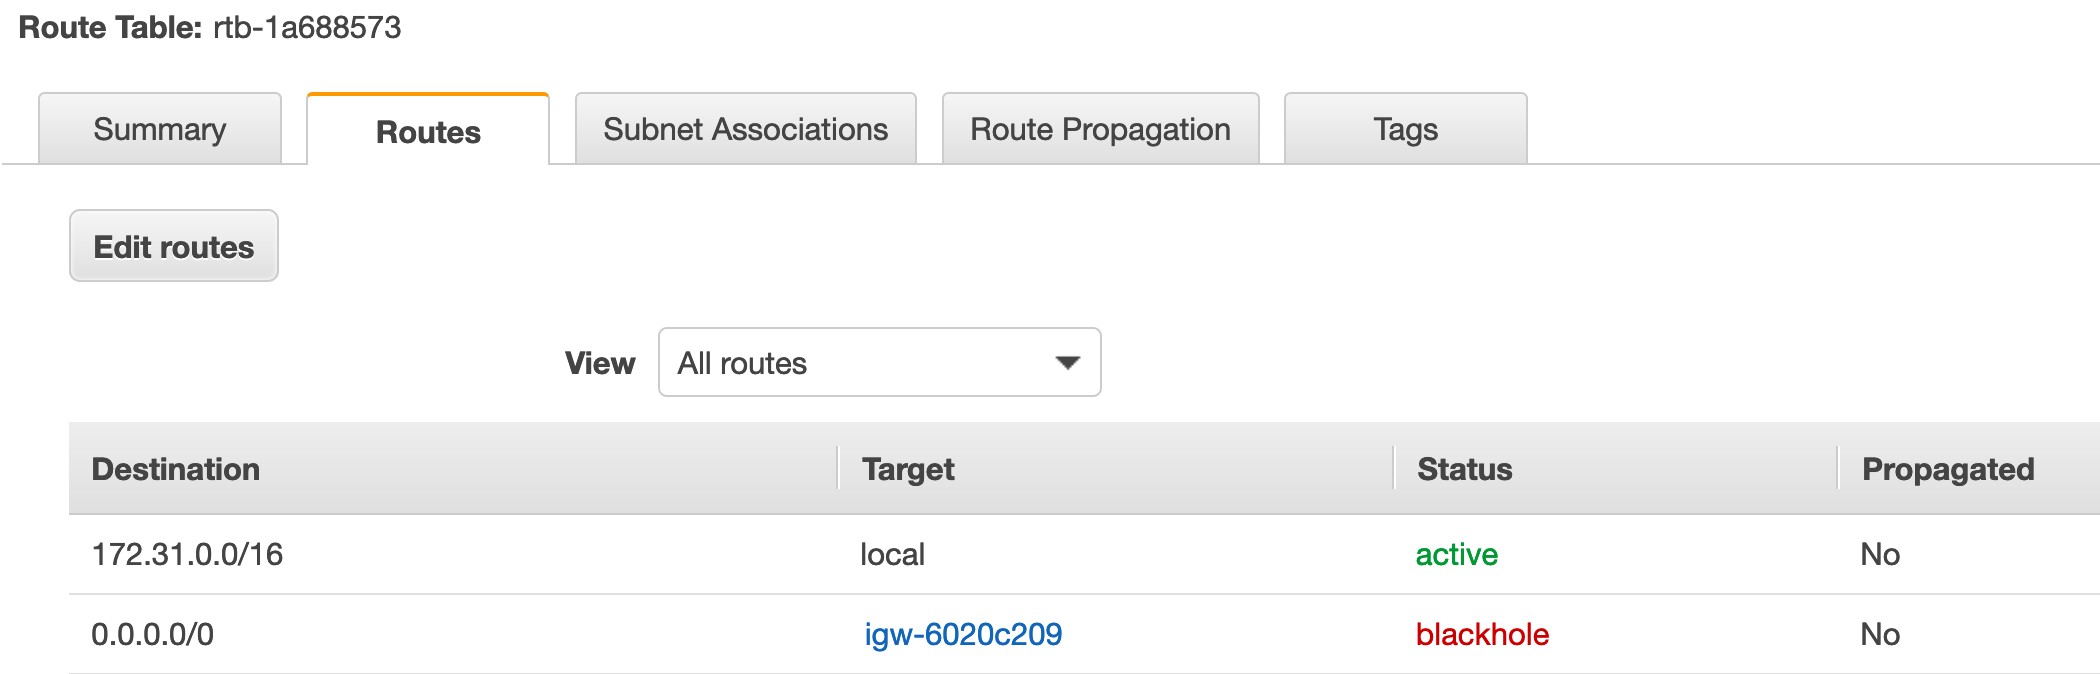 Route Table: rtb-1a688573
Summary Routes Subnet Associations Route Propagation Tags
Edit routes
View All routes
Destination Target Status Propagated
172.31.0.0/16 local active No
0.0.0.0/0 igw-6020c209 blackhole No